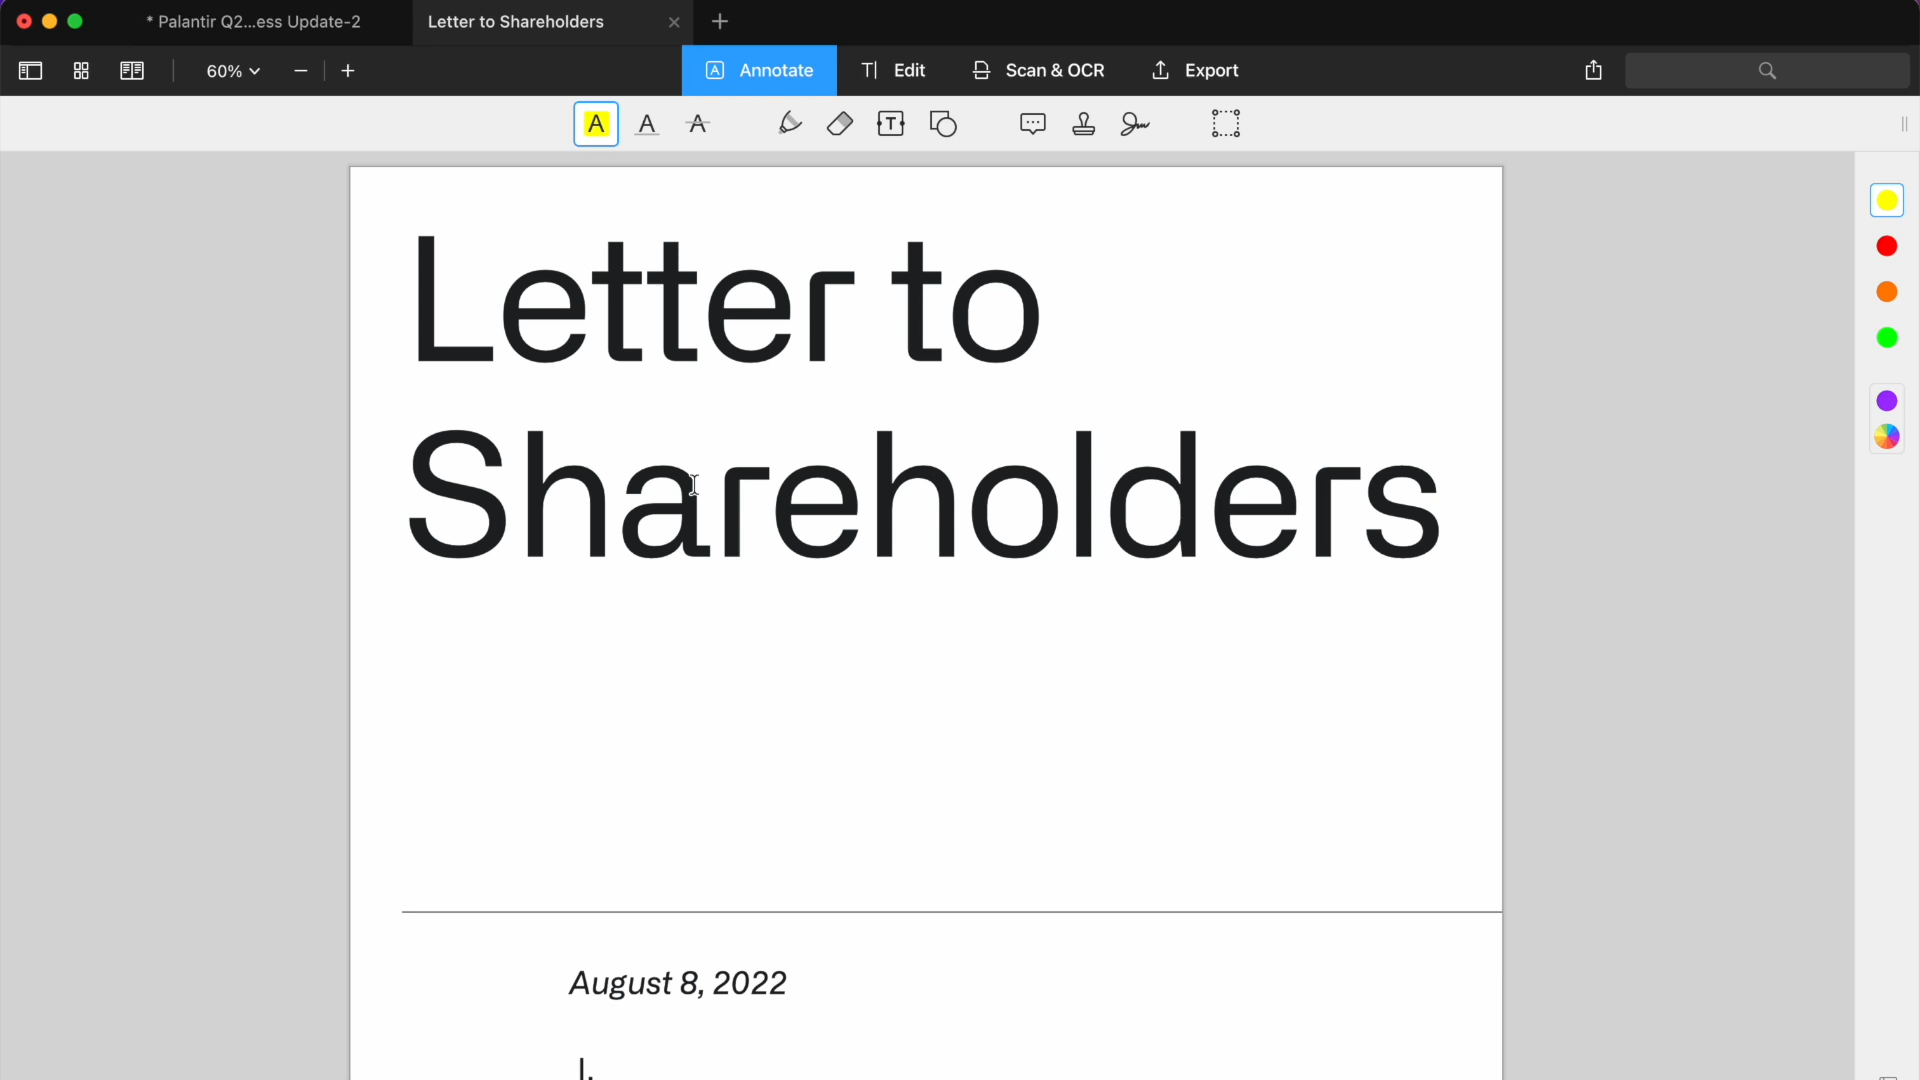 * Palantir Q2...ess Update-2
Letter to Shareholders
60%
Annotate
Edit
Scan & OCR
Export
Letter to
Shareholders
August 8, 2022
I.